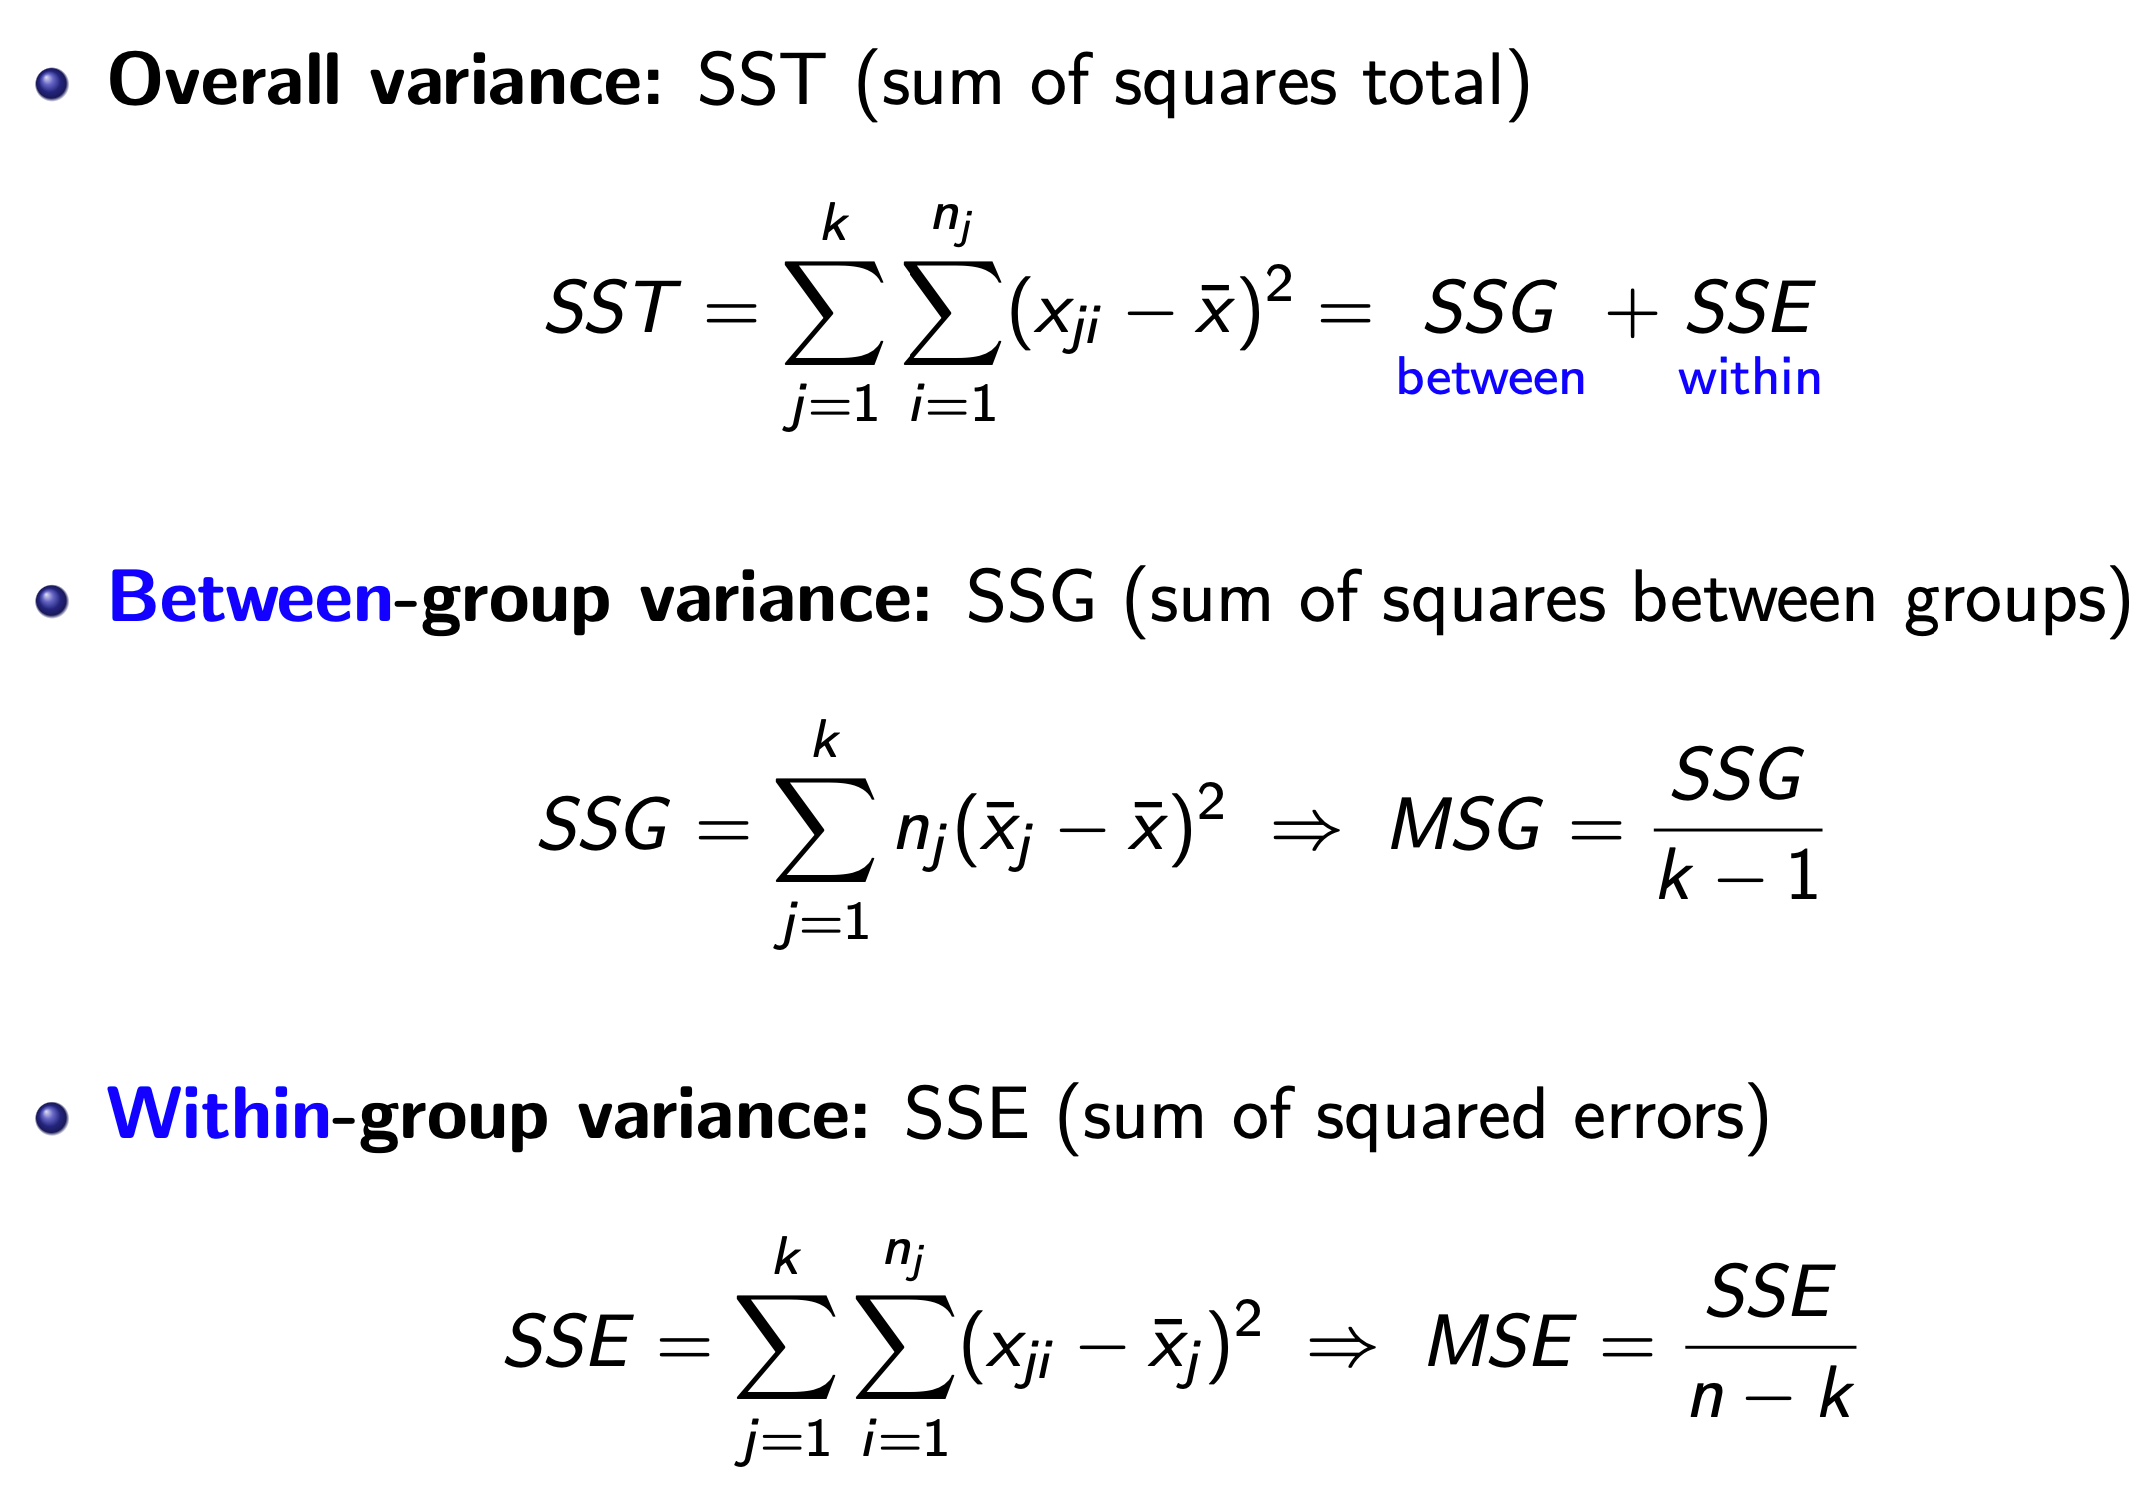 • Overall variance: SST (sum of squares total)
$SST = \sum_{j=1}^{k} \sum_{i=1}^{n_j} (x_{ji} - \bar{x})^2 = \underset{\text{between}}{SSG} + \underset{\text{within}}{SSE}$
• Between-group variance: SSG (sum of squares between groups)
$SSG = \sum_{j=1}^{k} n_j (\bar{x}_j - \bar{x})^2 \Rightarrow MSG = \frac{SSG}{k-1}$
• Within-group variance: SSE (sum of squared errors)
$SSE = \sum_{j=1}^{k} \sum_{i=1}^{n_j} (x_{ji} - \bar{x}_j)^2 \Rightarrow MSE = \frac{SSE}{n-k}$